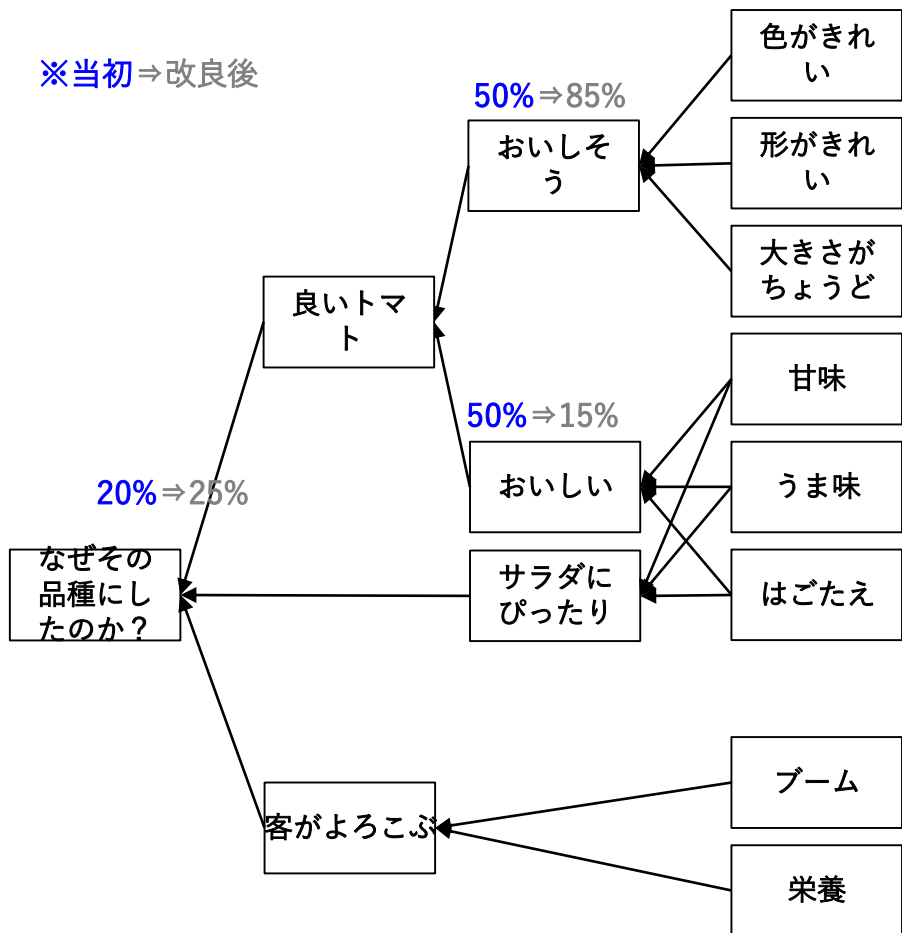 色がきれ
い
※当初⇒改良後
50%⇒85%
おいしそ
う
形がきれ
い
大きさが
ちょうど
良いトマ
ト
甘味
50%⇒15%
おいしい
うま味
20%⇒25%
なぜその
品種にし
たのか？
サラダに
ぴったり
はごたえ
ブーム
客がよろこぶ
栄養